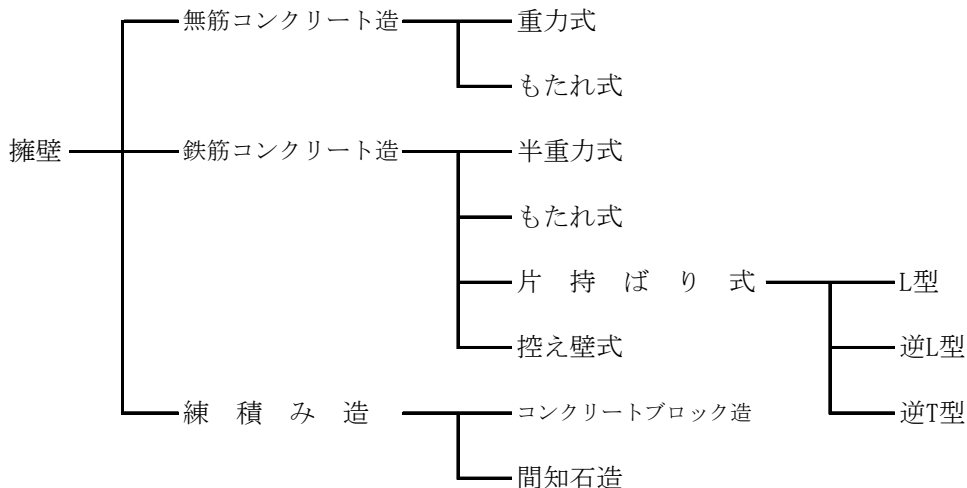 無筋コンクリート造 重力式
もたれ式
擁壁 鉄筋コンクリート造 半重力式
もたれ式
片持ばり式 L型
控え壁式 逆L型
練積み造 コンクリートブロック造 逆T型
間知石造